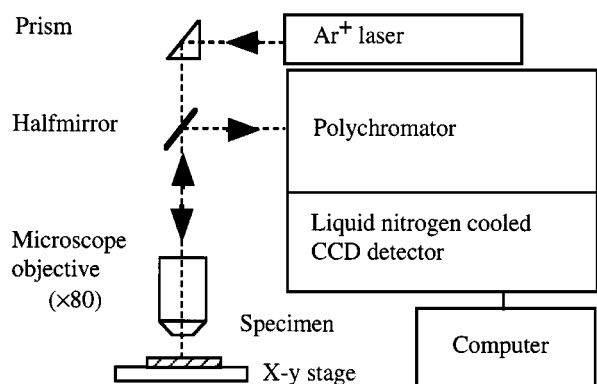 Prism
Ar+ laser
Halfmirror
Polychromator
Liquid nitrogen cooled
CCD detector
Microscope
objective
(×80)
Specimen
X-y stage
Computer